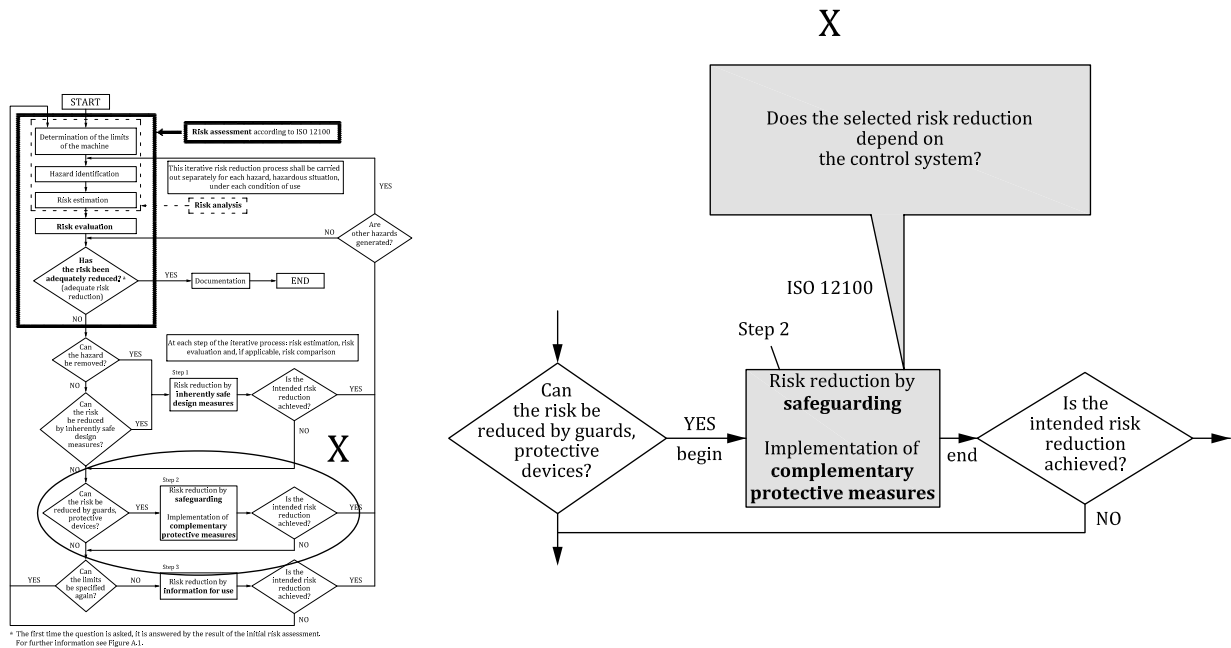 START
Risk assessment according to ISO 12100
Determination of the limits
of the machine
Hazard identification
This iterative risk reduction process shall be carried
out separately for each hazard, hazardous situation,
under each condition of use
YES
Risk estimation
Risk analysis
Risk evaluation
NO
Are
other hazards
generated?
Has
the risk been
adequately reduced? a
(adequate risk
reduction)
YES
Documentation
END
NO
At each step of the iterative process: risk estimation, risk
evaluation and, if applicable, risk comparison
Can
the hazard
be removed?
YES
NO
Step 1
Risk reduction by
inherently safe
design measures
Is the
intended risk
reduction
achieved?
YES
NO
Can
the risk
be reduced
by inherently safe
design
measures?
YES
NO
X
Can
the risk be
reduced by guards,
protective
devices?
YES
Step 2
Risk reduction by
safeguarding
Implementation of
complementary
protective measures
Is the
intended risk
reduction
achieved?
YES
NO
NO
Can
the limits
be specified
again?
YES
NO
Step 3
Risk reduction by
information for use
Is the
intended risk
reduction
achieved?
YES
NO
a The first time the question is asked, it is answered by the result of the initial risk assessment.
For further information see Figure A.1.
X
Does the selected risk reduction
depend on
the control system?
ISO 12100
Step 2
Can
the risk be
reduced by guards,
protective
devices?
YES
begin
Risk reduction by
safeguarding
Implementation of
complementary
protective measures
end
Is the
intended risk
reduction
achieved?
NO